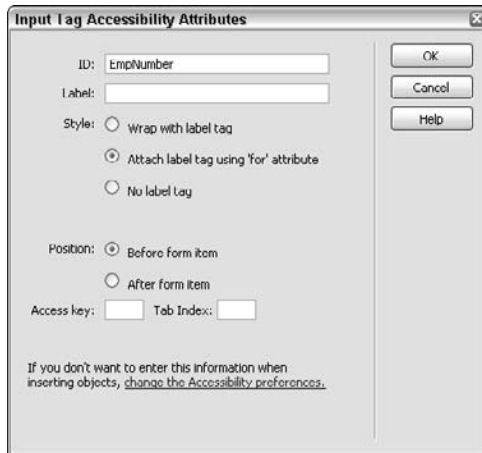 Input Tag Accessibility Attributes
ID: EmpNumber
OK
Label:
Cancel
Style: Wrap with label tag
Help
Attach label tag using 'for' attribute
No label tag
Position: Before form item
After form item
Access key: Tab Index:
If you don't want to enter this information when
inserting objects, change the Accessibility preferences.